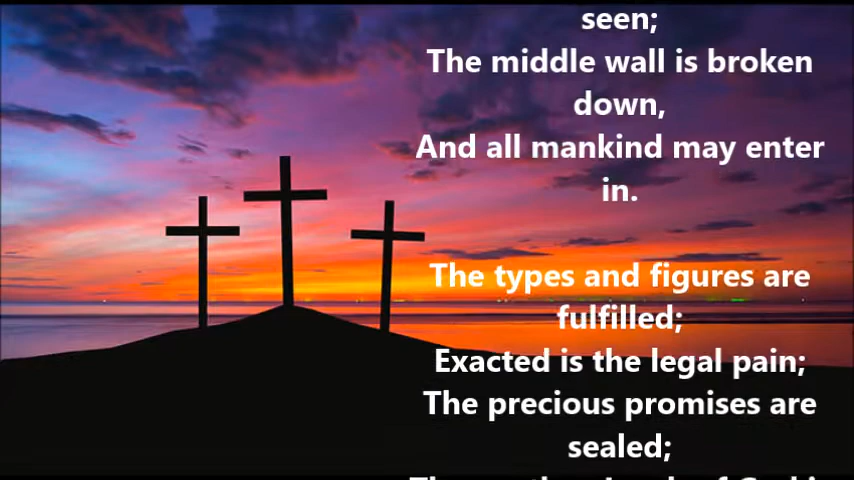 seen;
The middle wall is broken
down,
And all mankind may enter
in.
The types and figures are
fulfilled;
Exacted is the legal pain;
The precious promises are
sealed;